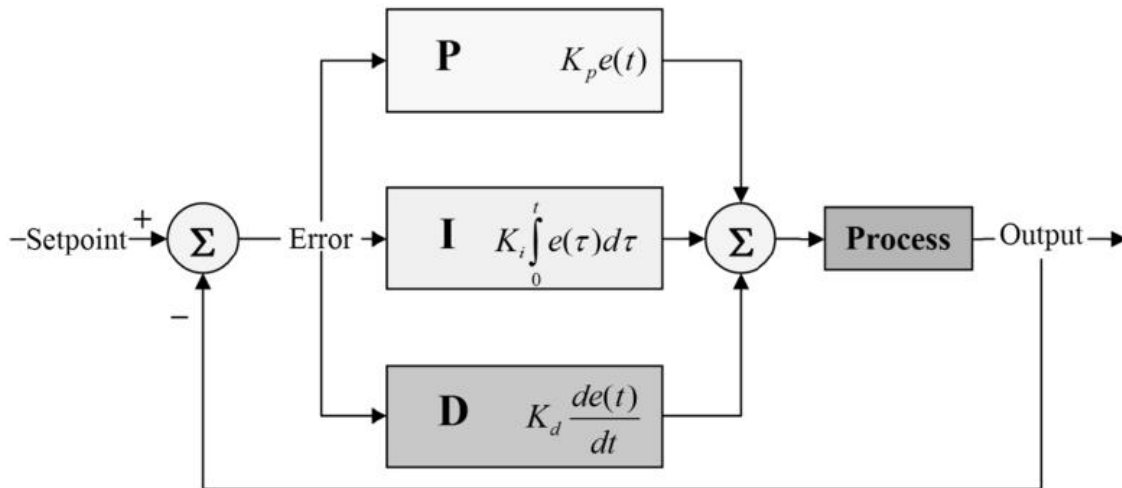 P K_p e(t)
–Setpoint + Σ Error I K_i ∫_0^t e(τ)dτ Σ Process Output
–
D K_d de(t)/dt